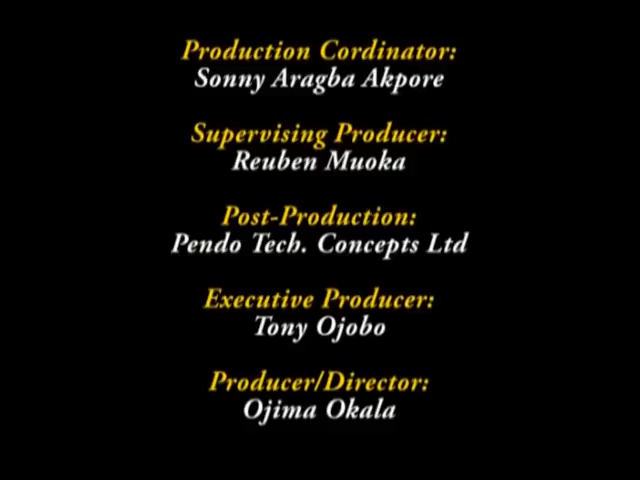 Production Cordinator:
Sonny Aragba Akpore
Supervising Producer:
Reuben Muoka
Post-Production:
Pendo Tech. Concepts Ltd
Executive Producer:
Tony Ojobo
Producer/Director:
Ojima Okala